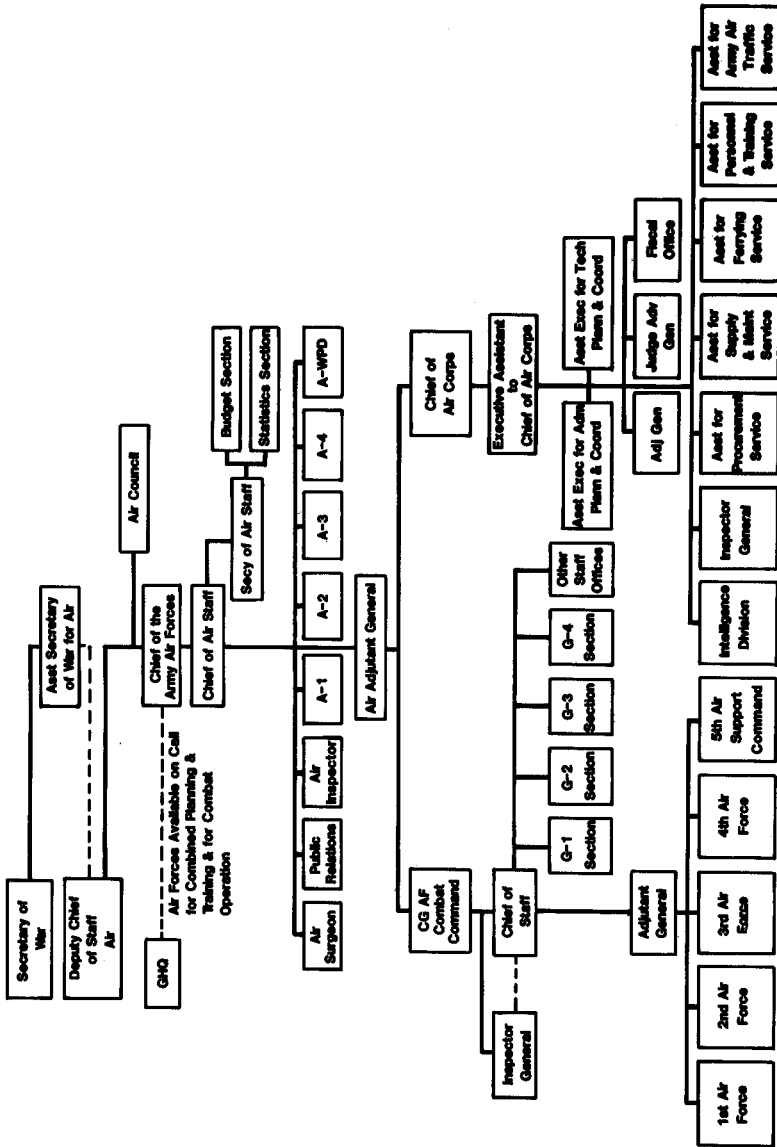 Secretary of
War
Asst Secretary
of War for Air
Deputy Chief
of Staff
Air
Air Council
GHQ
Chief of the
Army Air Forces
Air Forces Available on Call
for Combined Planning &
Training & for Combat
Operation
Chief of Air Staff
Secy of Air Staff
Budget Section
Statistics Section
Air
Surgeon
Public
Relations
Air
Inspector
A-1
A-2
A-3
A-4
A-WPD
Air Adjutant General
CG AF
Combat
Command
Chief of
Air Corps
Inspector
General
Chief of
Staff
G-1
Section
G-2
Section
G-3
Section
G-4
Section
Other
Staff
Offices
Executive Assistant
to
Chief of Air Corps
Asst Exec for Adm
Plann & Coord
Asst Exec for Tech
Plann & Coord
Adjutant
General
Adj Gen
Judge Adv
Gen
Fiscal
Office
1st Air
Force
2nd Air
Force
3rd Air
4th Air
Force
5th Air
Support
Command
Intelligence
Division
Inspector
General
Asst for
Procurement
Service
Asst for
Supply
& Maint
Service
Asst for
Ferrying
Service
Asst for
Personnel
& Training
Service
Asst for
Army Air
Traffic
Service